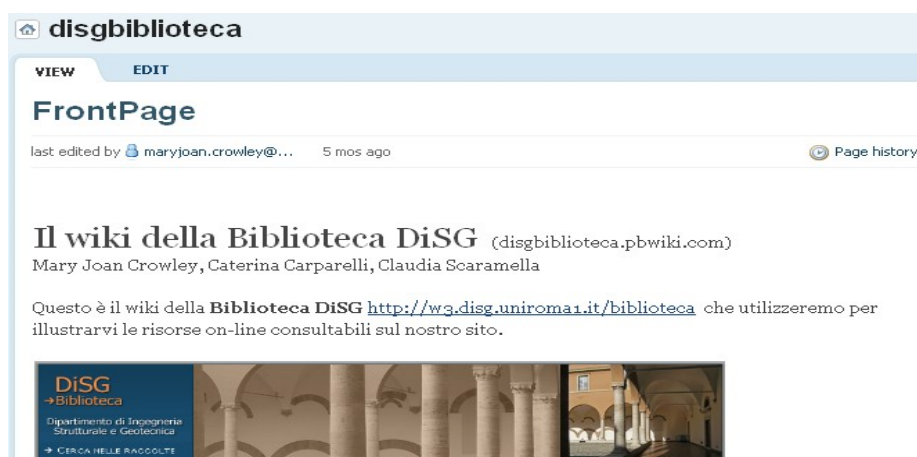 disgbiblioteca
VIEW EDIT
FrontPage
last edited by maryjoan.crowley@... 5 mos ago Page history
Il wiki della Biblioteca DiSG (disgbiblioteca.pbwiki.com)
Mary Joan Crowley, Caterina Carparelli, Claudia Scaramella
Questo è il wiki della Biblioteca DiSG http://w3.disg.uniroma1.it/biblioteca che utilizzeremo per
illustrarvi le risorse on-line consultabili sul nostro sito.
DiSG
→Biblioteca
Dipartimento di Ingegneria
Strutturale e Geotecnica
→ CERCA NELLE RACCOLTE